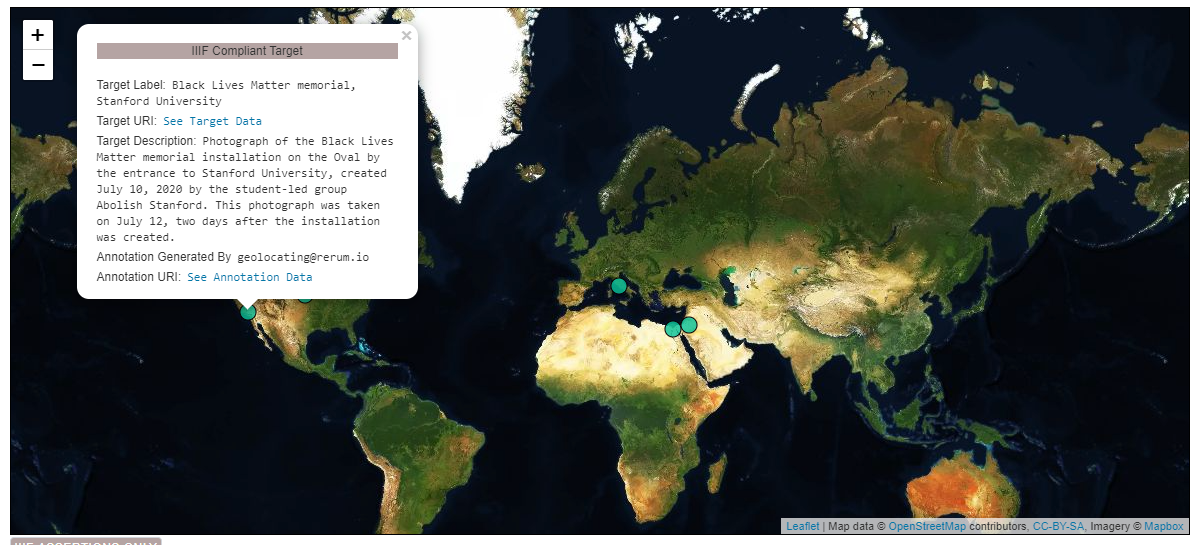 +
−
×
IIIF Compliant Target
Target Label: Black Lives Matter memorial,
Stanford University
Target URI: See Target Data
Target Description: Photograph of the Black Lives
Matter memorial installation on the Oval by
the entrance to Stanford University, created
July 10, 2020 by the student-led group
Abolish Stanford. This photograph was taken
on July 12, two days after the installation
was created.
Annotation Generated By geolocating@rerum.io
Annotation URI: See Annotation Data
Leaflet | Map data © OpenStreetMap contributors, CC-BY-SA, Imagery © Mapbox
IIIF ASSERTIONS ONLY